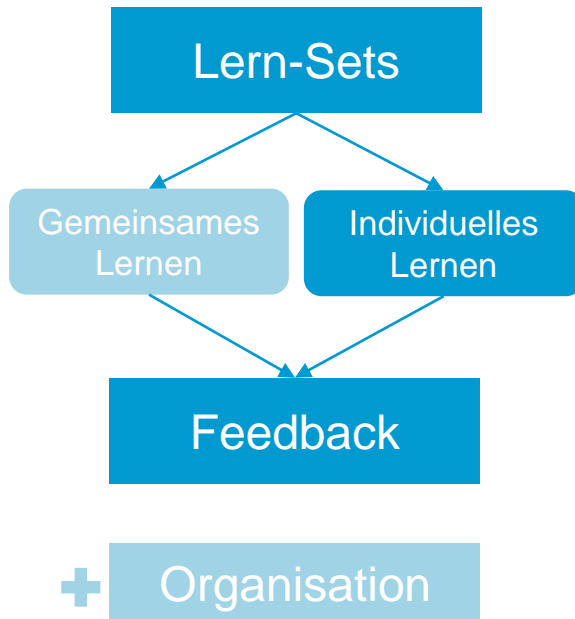 Lern-Sets
Gemeinsames
Lernen
Individuelles
Lernen
Feedback
Organisation